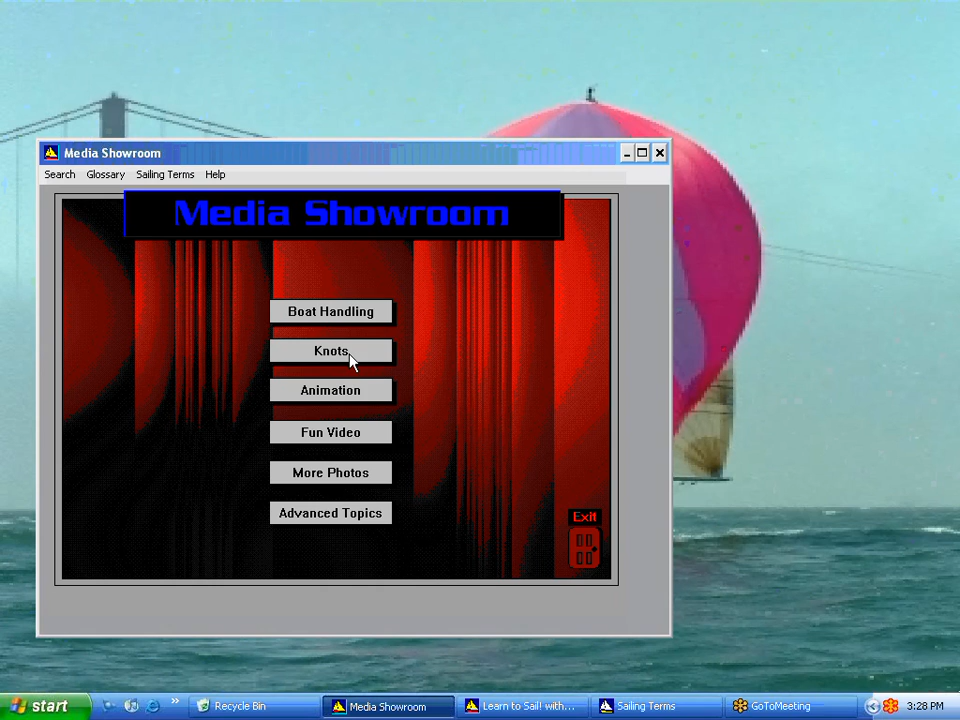 Media Showroom
Search Glossary Sailing Terms Help
Media Showroom
Boat Handling
Knots
Animation
Fun Video
More Photos
Advanced Topics
Exit
start » Recycle Bin Media Showroom Learn to Sail! with... Sailing Terms GoToMeeting 3:28 PM